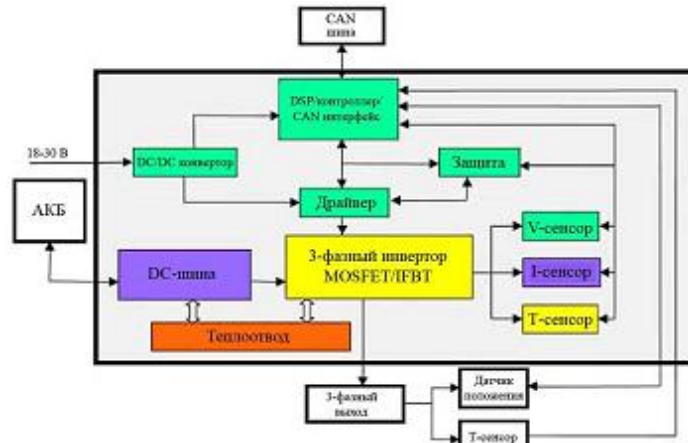 CAN
шина
DSP/контроллер/
CAN интерфейс
18-30 В
DC/DC конвертор
Защита
АКБ
Драйвер
V-сенсор
3-фазный инвертор
MOSFET/IFBT
DC-шина
I-сенсор
T-сенсор
Теплоотвод
3-фазный
выход
Датчик
положения
T-сенсор